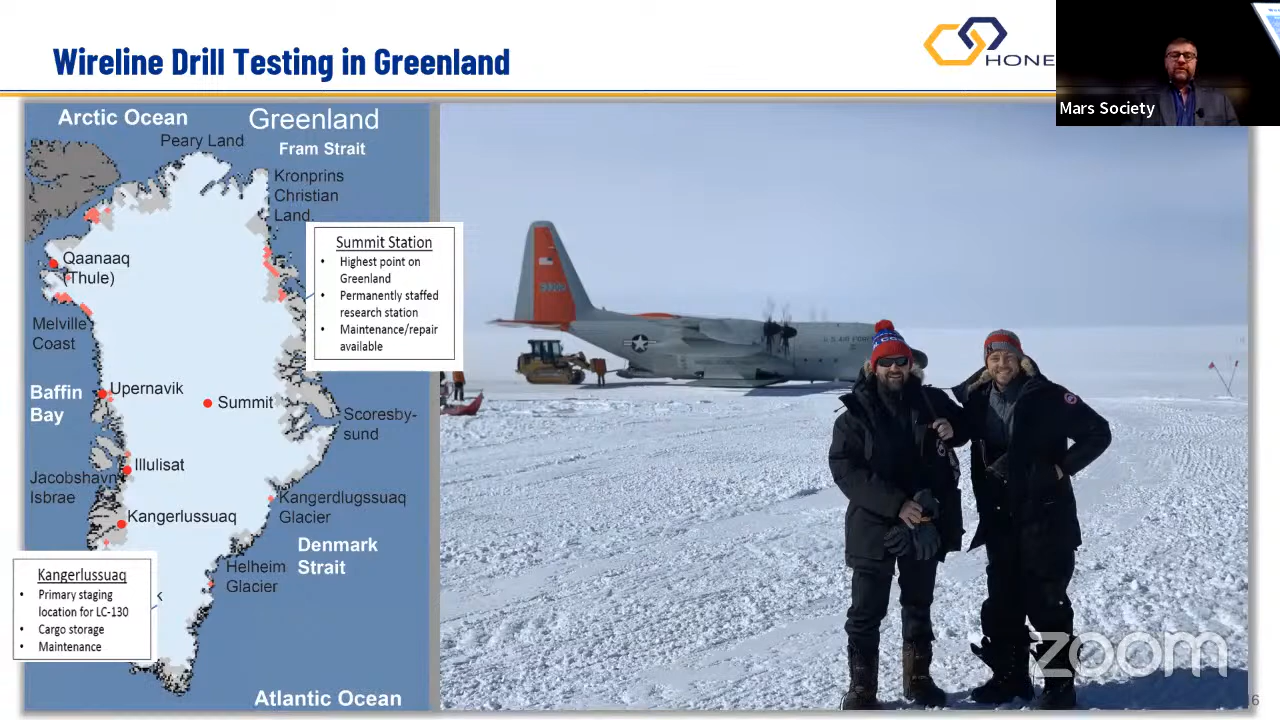 Wireline Drill Testing in Greenland
HONE
Mars Society
Arctic Ocean
Greenland
Peary Land
Fram Strait
Kronprins
Christian
Land.
Summit Station
• Highest point on
Greenland
• Permanently staffed
research station
• Maintenance/repair
available
Qaanaaq
(Thule)
Melville
Coast
Baffin
Bay
Upernavik
Summit
Scoresby-
sund
Illulisat
Jacobshavn
Isbrae
Kangerlussuaq
Kangerdlugssuaq
Glacier
Denmark
Strait
Helheim
Glacier
Kangerlussuaq
• Primary staging
location for LC-130
• Cargo storage
• Maintenance
k
Atlantic Ocean
U.S. AIR FORCE
zoom
16